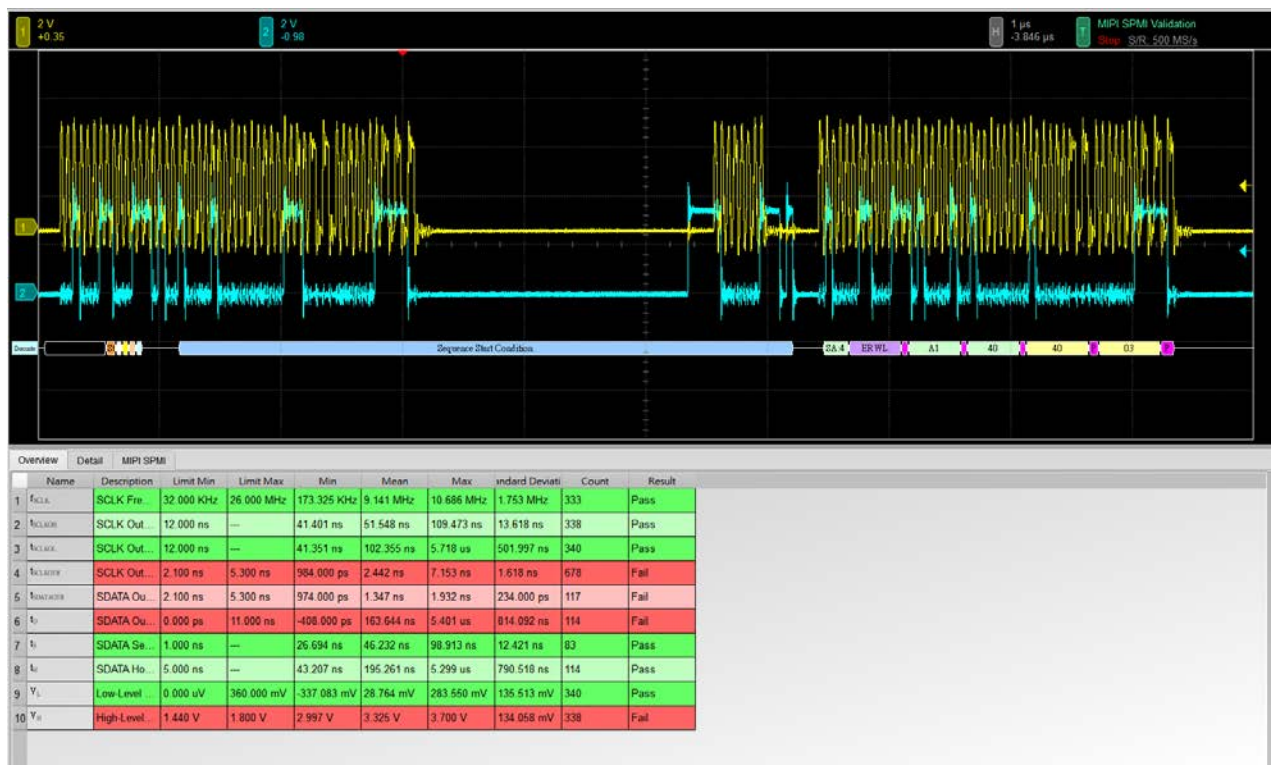 1 2 V
+0.35
2 2 V
-0.98
H 1 µs
-3.846 µs
T MIPI SPMI Validation
Stop S/R: 500 MS/s
1
2
Decode
Sequence Start Condition
SA:4 ERWL A1 40 40 P 03 P
Overview Detail MIPI SPMI
Name Description Limit Min Limit Max Min Mean Max andard Deviati Count Result
1 fSCLK SCLK Fre... 32.000 KHz 26.000 MHz 173.325 KHz 9.141 MHz 10.686 MHz 1.753 MHz 333 Pass
2 SCLK Out... 12.000 ns --- 41.401 ns 51.548 ns 109.473 ns 13.618 ns 338 Pass
3 SCLK Out... 12.000 ns --- 41.351 ns 102.355 ns 5.718 us 501.997 ns 340 Pass
4 SCLK Out... 2.100 ns 5.300 ns 984.000 ps 2.442 ns 7.153 ns 1.618 ns 678 Fail
5 SDATA Ou... 2.100 ns 5.300 ns 974.000 ps 1.347 ns 1.932 ns 234.000 ps 117 Fail
6 tD SDATA Ou... 0.000 ps 11.000 ns -408.000 ps 163.644 ns 5.401 us 814.092 ns 114 Fail
7 tS SDATA Se... 1.000 ns --- 26.694 ns 46.232 ns 98.913 ns 12.421 ns 83 Pass
8 tH SDATA Ho... 5.000 ns --- 43.207 ns 195.261 ns 5.299 us 790.518 ns 114 Pass
9 VL Low-Level ... 0.000 uV 360.000 mV -337.083 mV 28.764 mV 283.550 mV 135.513 mV 340 Pass
10 VH High-Level... 1.440 V 1.800 V 2.997 V 3.325 V 3.700 V 134.058 mV 338 Fail